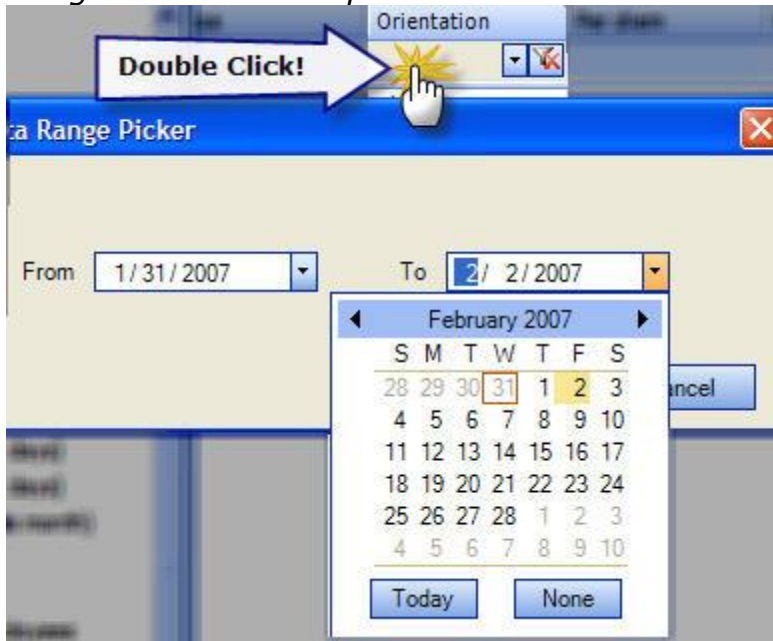 Orientation
Double Click!
ta Range Picker
From 1/31/2007 To 2/ 2/2007
February 2007
S M T W T F S
28 29 30 31 1 2 3
ancel
4 5 6 7 8 9 10
11 12 13 14 15 16 17
18 19 20 21 22 23 24
25 26 27 28 1 2 3
4 5 6 7 8 9 10
Today None